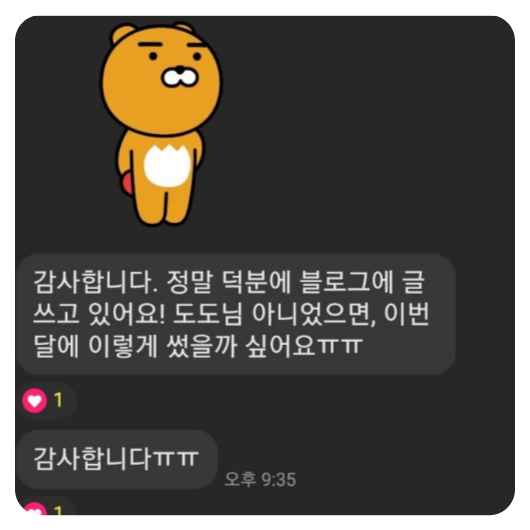 감사합니다. 정말 덕분에 블로그에 글
쓰고 있어요! 도도님 아니었으면, 이번
달에 이렇게 썼을까 싶어요ㅠㅠ
1
감사합니다ㅠㅠ
오후 9:35
1